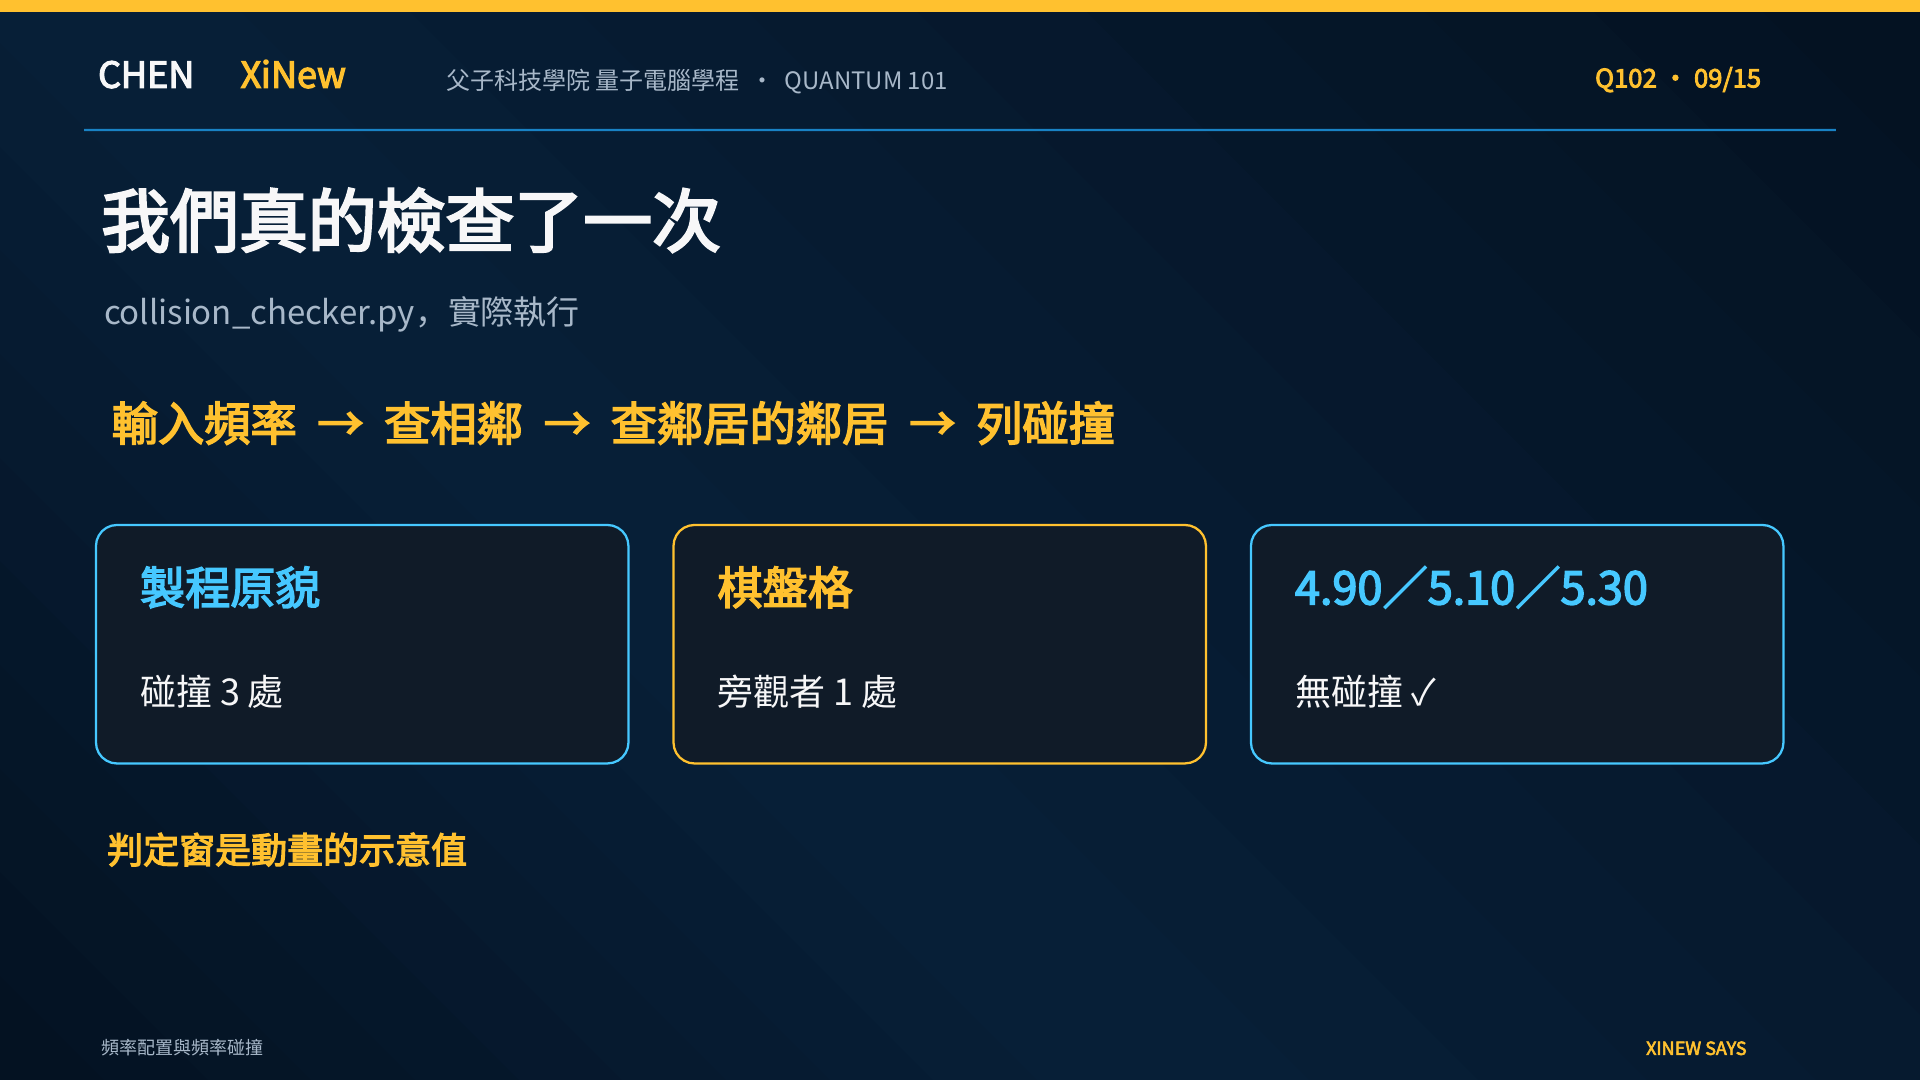 CHEN XiNew 父子科技學院 量子電腦學程 · QUANTUM 101 Q102 · 09/15
我們真的檢查了一次
collision_checker.py，實際執行
輸入頻率 → 查相鄰 → 查鄰居的鄰居 → 列碰撞
製程原貌
碰撞 3 處
棋盤格
旁觀者 1 處
4.90／5.10／5.30
無碰撞 ✓
判定窗是動畫的示意值
頻率配置與頻率碰撞
XINEW SAYS